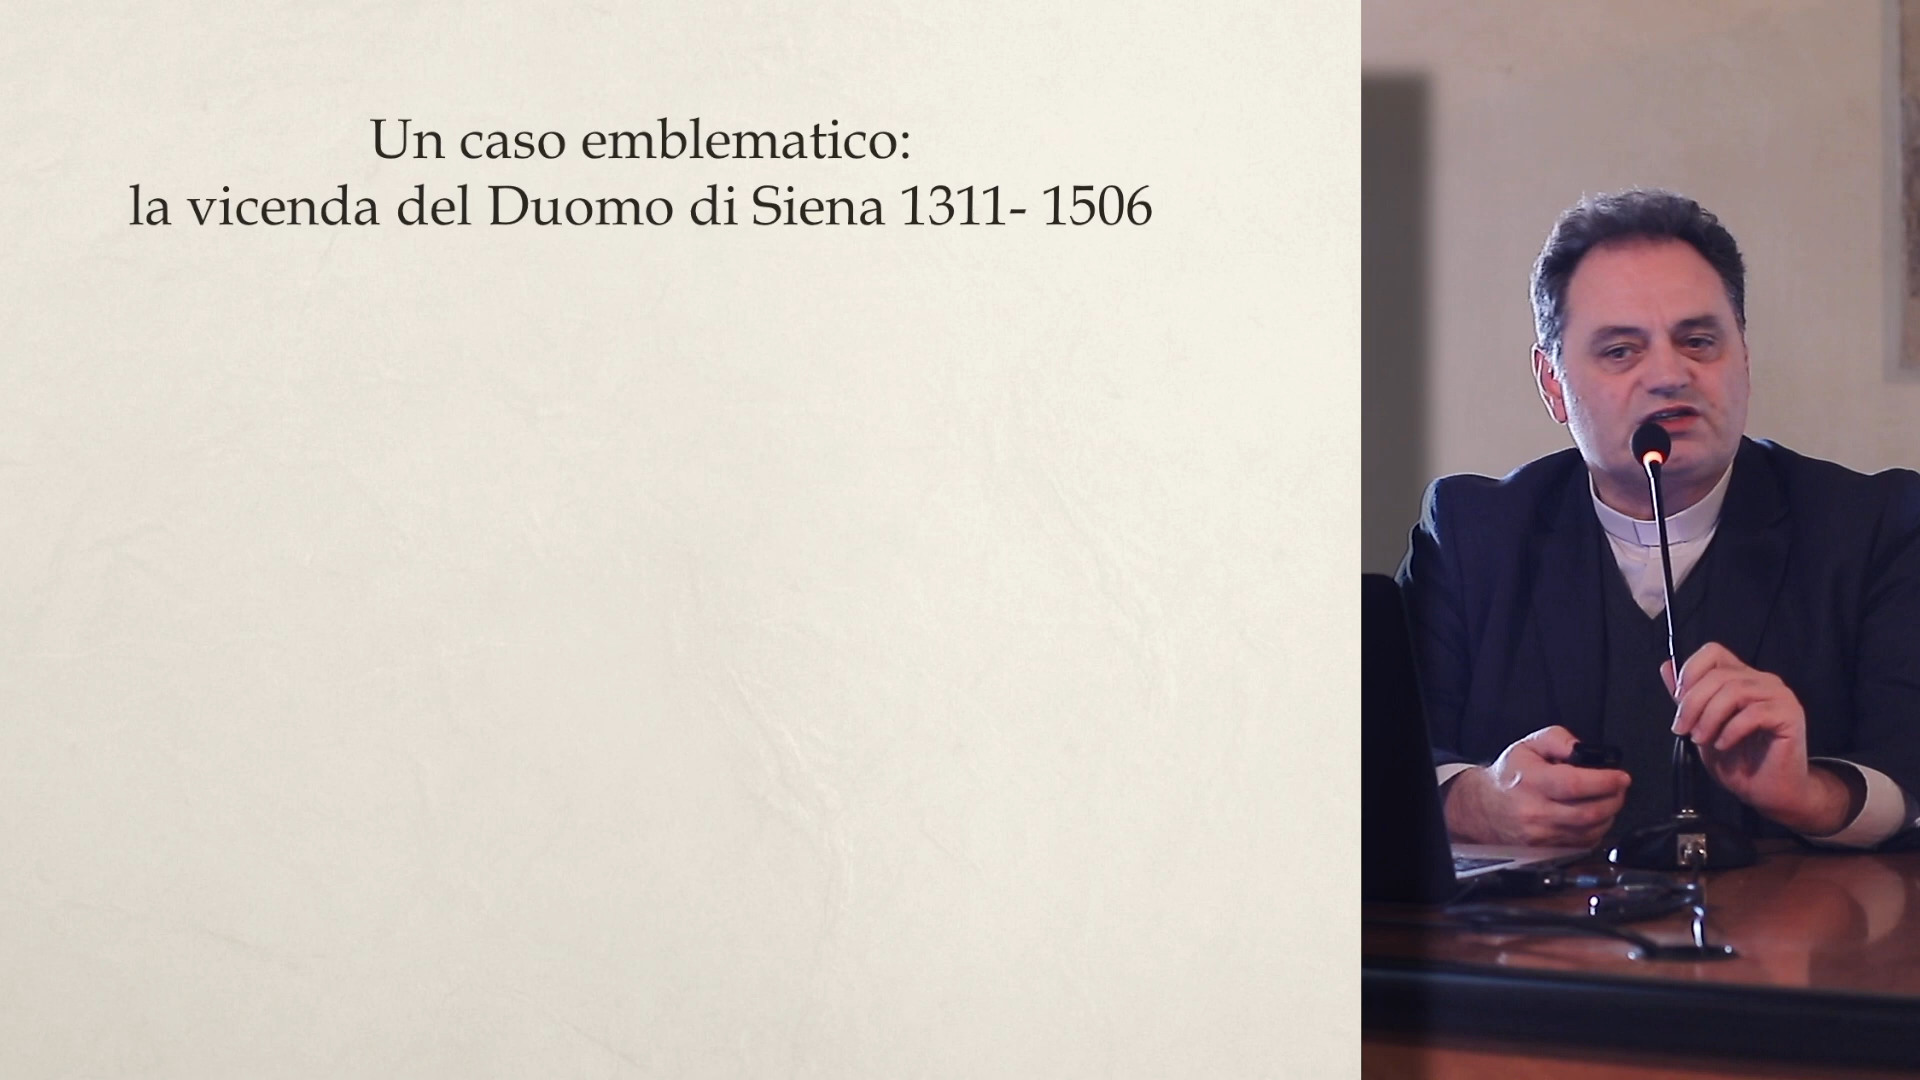 Un caso emblematico:
la vicenda del Duomo di Siena 1311- 1506